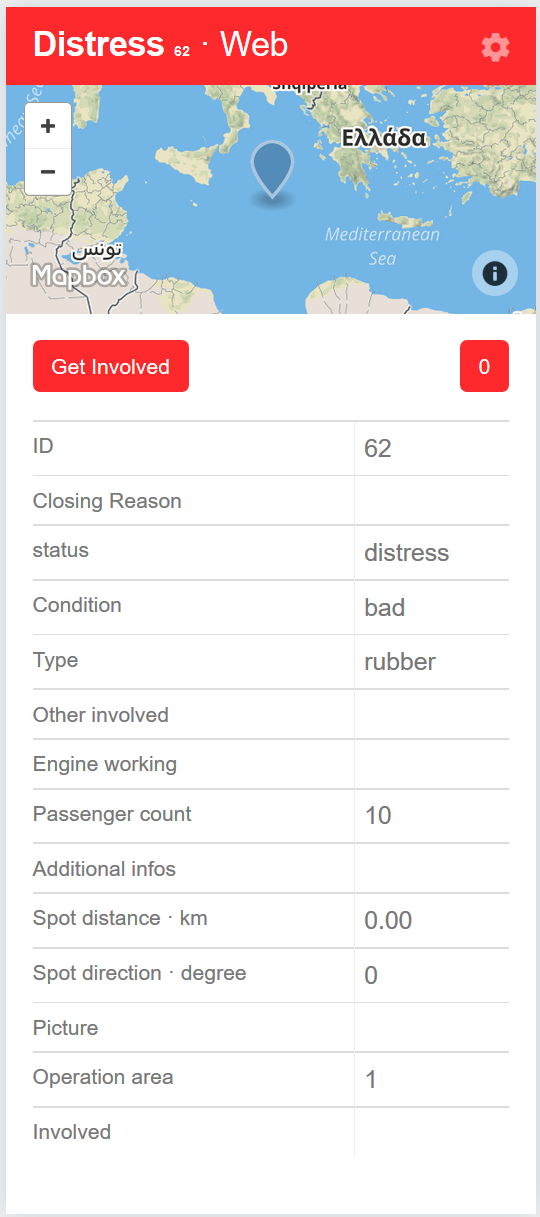 Distress 62 · Web
Shqipëria
+
Ελλάδα
−
Mediterranean
Sea
تونس
Mapbox
Get Involved
0
ID 62
Closing Reason
status distress
Condition bad
Type rubber
Other involved
Engine working
Passenger count 10
Additional infos
Spot distance · km 0.00
Spot direction · degree 0
Picture
Operation area 1
Involved